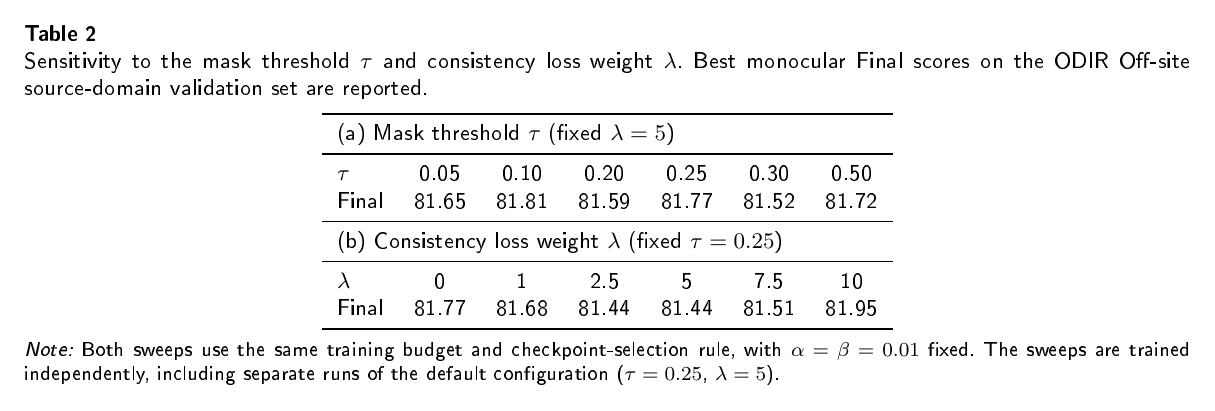 Table 2
Sensitivity to the mask threshold τ and consistency loss weight λ. Best monocular Final scores on the ODIR Off-site
source-domain validation set are reported.
(a) Mask threshold τ (fixed λ = 5)
τ 0.05 0.10 0.20 0.25 0.30 0.50
Final 81.65 81.81 81.59 81.77 81.52 81.72
(b) Consistency loss weight λ (fixed τ = 0.25)
λ 0 1 2.5 5 7.5 10
Final 81.77 81.68 81.44 81.44 81.51 81.95
Note: Both sweeps use the same training budget and checkpoint-selection rule, with α = β = 0.01 fixed. The sweeps are trained
independently, including separate runs of the default configuration (τ = 0.25, λ = 5).